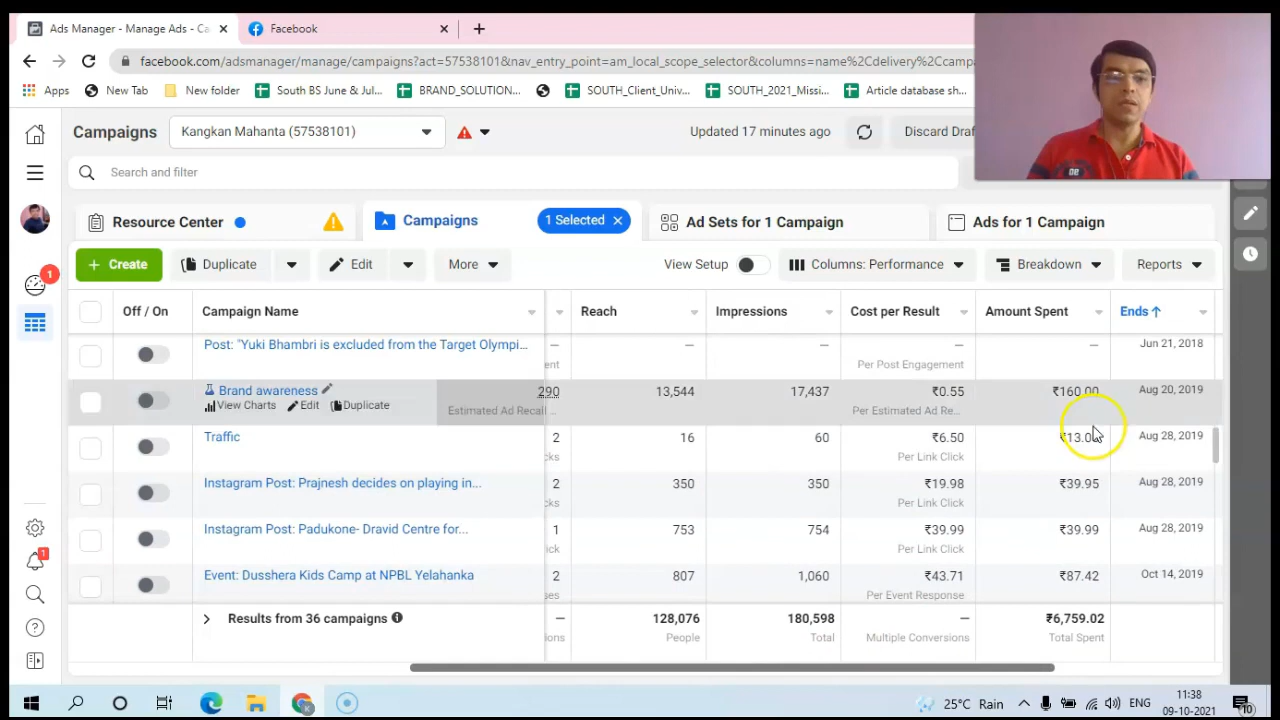 Ads Manager - Manage Ads - Ca
Facebook
facebook.com/adsmanager/manage/campaigns?act=57538101&nav_entry_point=am_local_scope_selector&columns=name%2Cdelivery%2Ccampa
Apps
New Tab
New folder
South BS June & Jul...
BRAND_SOLUTION...
SOUTH_Client_Univ...
SOUTH_2021_Missi...
Article database sh...
Campaigns
Kangkan Mahanta (57538101)
Updated 17 minutes ago
Discard Draf
Search and filter
Resource Center
Campaigns
1 Selected
Ad Sets for 1 Campaign
Ads for 1 Campaign
1
+ Create
Duplicate
Edit
More
View Setup
Columns: Performance
Breakdown
Reports
Off / On
Campaign Name
Reach
Impressions
Cost per Result
Amount Spent
Ends ↑
Post: "Yuki Bhambri is excluded from the Target Olympi...
—
—
—
—
—
Jun 21, 2018
ent
Per Post Engagement
Brand awareness
290
13,544
17,437
₹0.55
₹160.00
Aug 20, 2019
View Charts
Edit
Duplicate
Estimated Ad Recall ...
Per Estimated Ad Re...
Traffic
2
16
60
₹6.50
Aug 28, 2019
cks
Per Link Click
Instagram Post: Prajnesh decides on playing in...
2
350
350
₹19.98
₹39.95
Aug 28, 2019
cks
Per Link Click
Instagram Post: Padukone- Dravid Centre for...
1
753
754
₹39.99
₹39.99
Aug 28, 2019
ick
Per Link Click
Event: Dusshera Kids Camp at NPBL Yelahanka
2
807
1,060
₹43.71
₹87.42
Oct 14, 2019
ses
Per Event Response
1
Results from 36 campaigns
—
128,076
180,598
—
₹6,759.02
ions
People
Total
Multiple Conversions
Total Spent
25°C Rain
ENG
11:38
09-10-2021
10